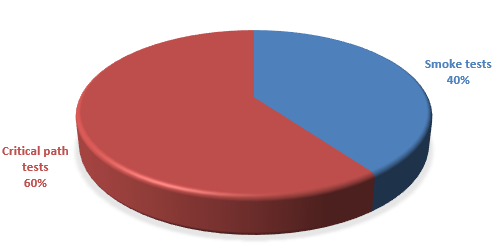 Smoke tests
40%
Critical path
tests
60%